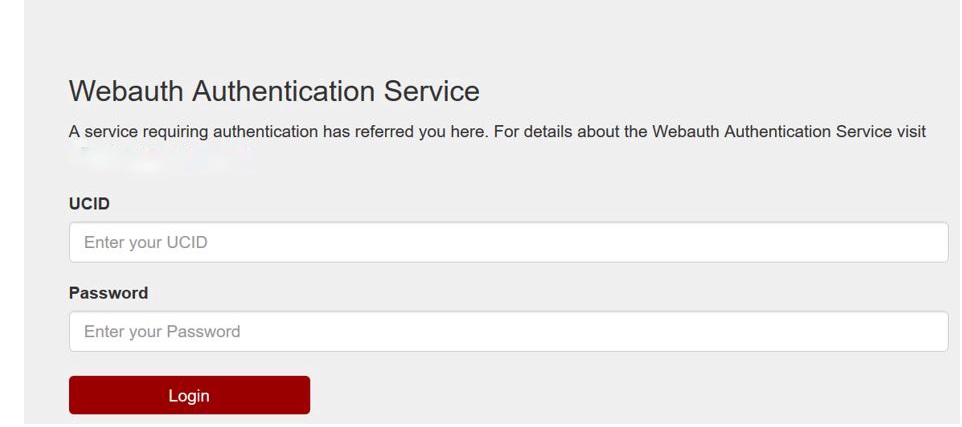 Webauth Authentication Service
A service requiring authentication has referred you here. For details about the Webauth Authentication Service visit
UCID
Enter your UCID
Password
Enter your Password
Login